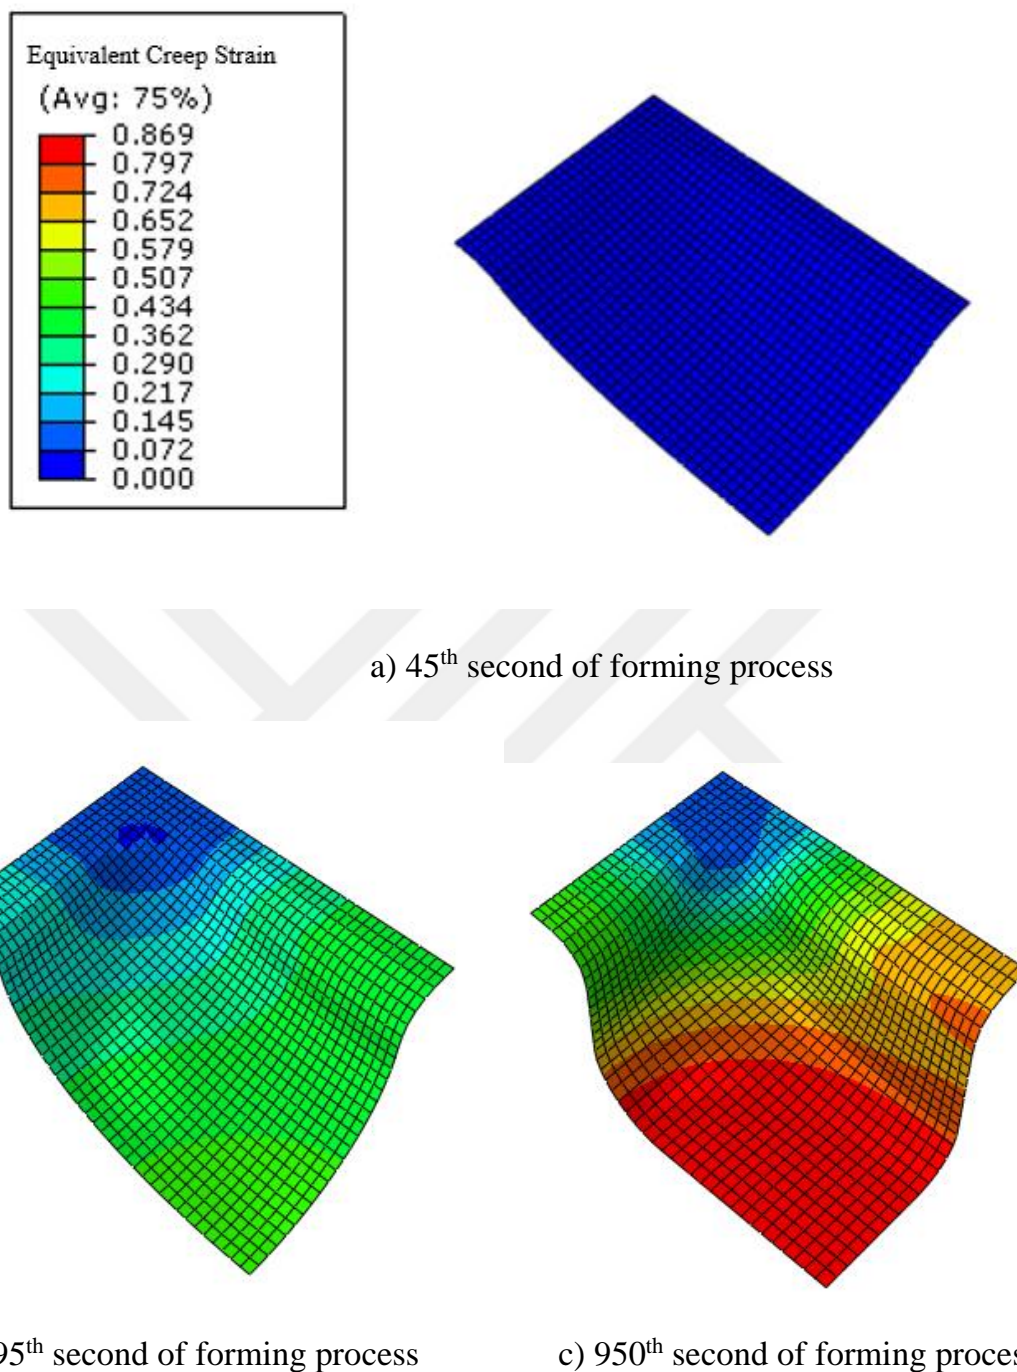 Equivalent Creep Strain
(Avg: 75%)
0.869
0.797
0.724
0.652
0.579
0.507
0.434
0.362
0.290
0.217
0.145
0.072
0.000
a) 45th second of forming process
95th second of forming process
c) 950th second of forming proces